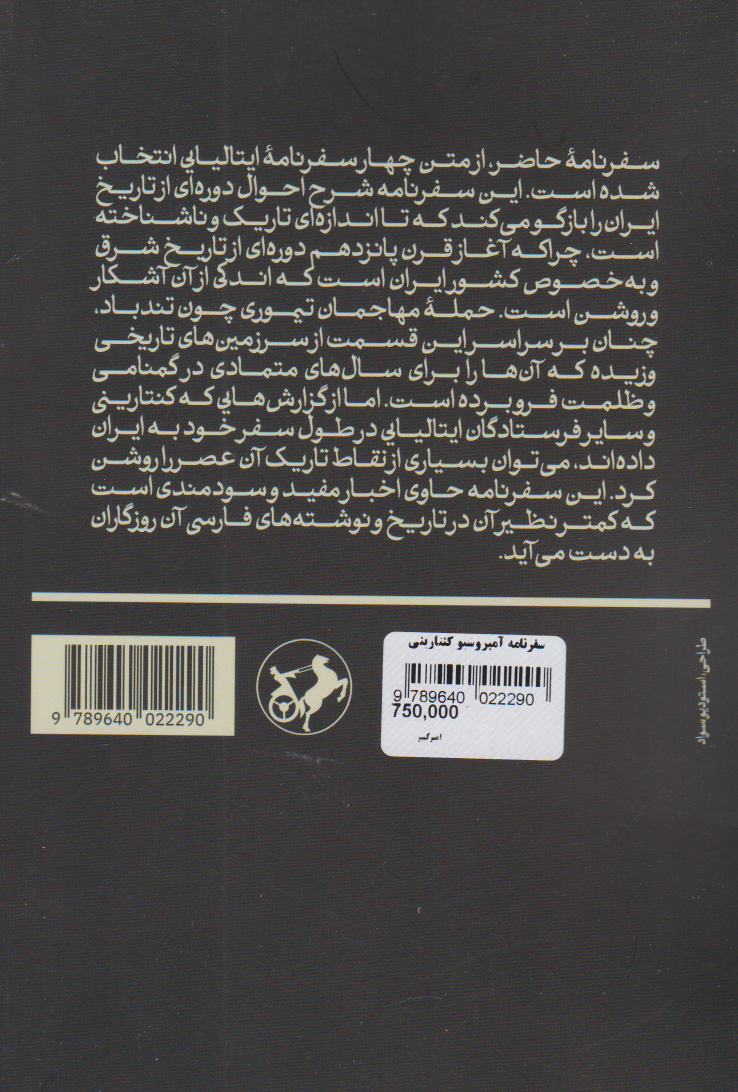 سفرنامهٔ حاضر، از متن چهار سفرنامهٔ ایتالیایی انتخاب
شده است. این سفرنامه شرح احوال دوره‌ای از تاریخ
ایران را بازگو می‌کند که تا اندازه‌ای تاریک و ناشناخته
است، چراکه آغاز قرن پانزدهم دوره‌ای از تاریخ شرق
و به‌خصوص کشور ایران است که اندکی از آن آشکار
و روشن است. حملهٔ مهاجمان تیموری چون تندباد،
چنان بر سراسر این قسمت از سرزمین‌های تاریخی
وزیده که آن‌ها را برای سال‌های متمادی در گمنامی
و ظلمت فرو برده است. اما از گزارش‌هایی که کنتارینی
و سایر فرستادگان ایتالیایی در طول سفر خود به ایران
داده‌اند، می‌توان بسیاری از نقاط تاریک آن عصر را روشن
کرد. این سفرنامه حاوی اخبار مفید و سودمندی است
که کمتر نظیر آن در تاریخ و نوشته‌های فارسی آن روزگاران
به دست می‌آید.
طراحی: استودیو سواد
سفرنامه آمبروسیو کنتارینی
9 789640 022290
750,000
امیرکبیر
9 789640 022290